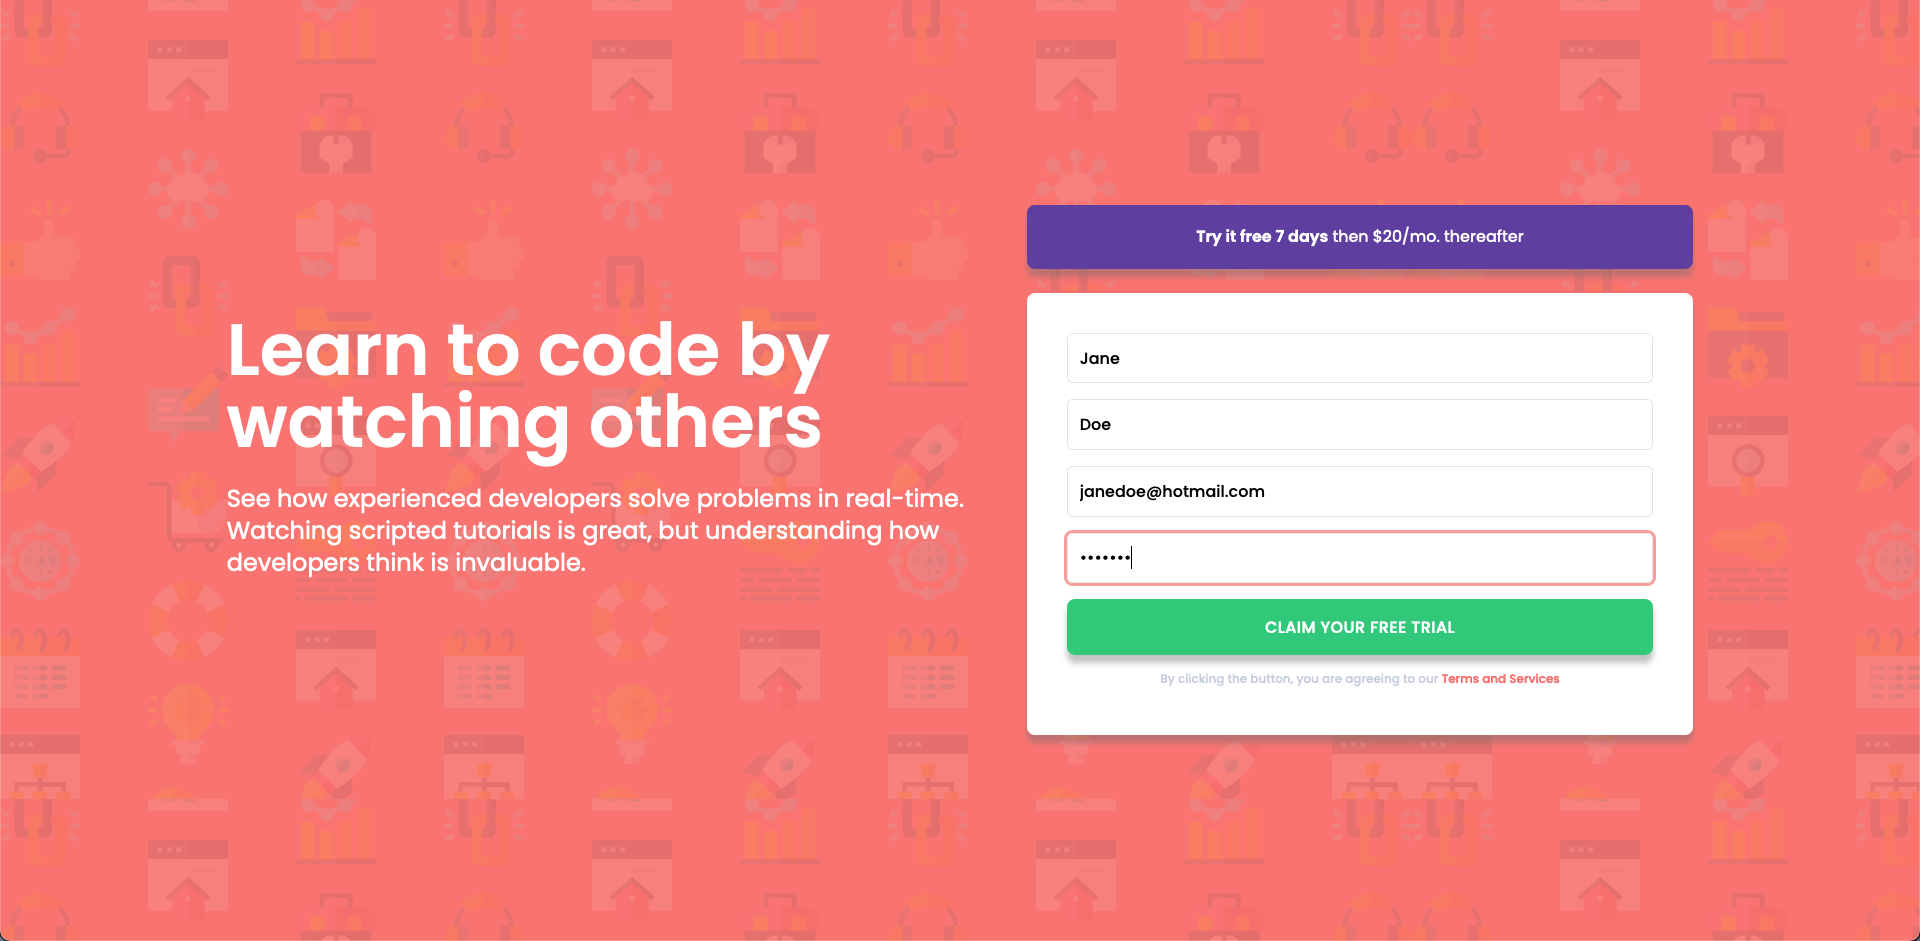 Learn to code by
watching others
See how experienced developers solve problems in real-time.
Watching scripted tutorials is great, but understanding how
developers think is invaluable.
Try it free 7 days then $20/mo. thereafter
Jane
Doe
janedoe@hotmail.com
•••••••
CLAIM YOUR FREE TRIAL
By clicking the button, you are agreeing to our Terms and Services